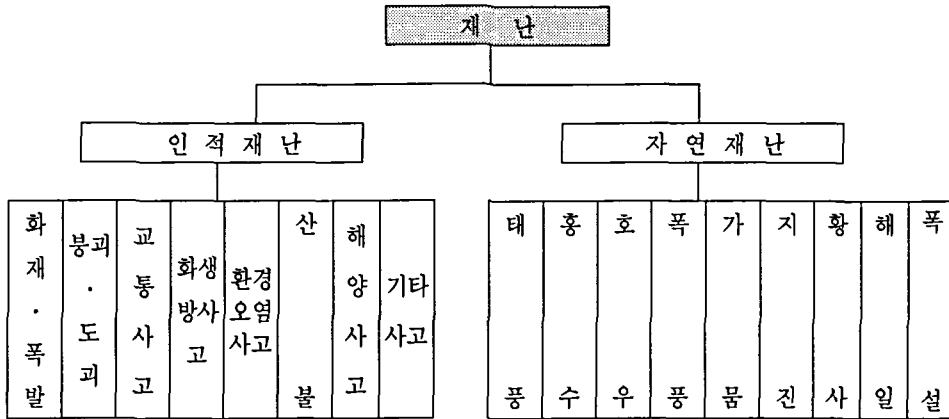 재 난
인 적 재 난
자 연 재 난
화재·폭발
붕괴·도괴
교통사고
화생방사고
환경오염사고
산불
해양사고
기타사고
태풍
홍수
호우
폭풍
가뭄
지진
황사
해일
폭설